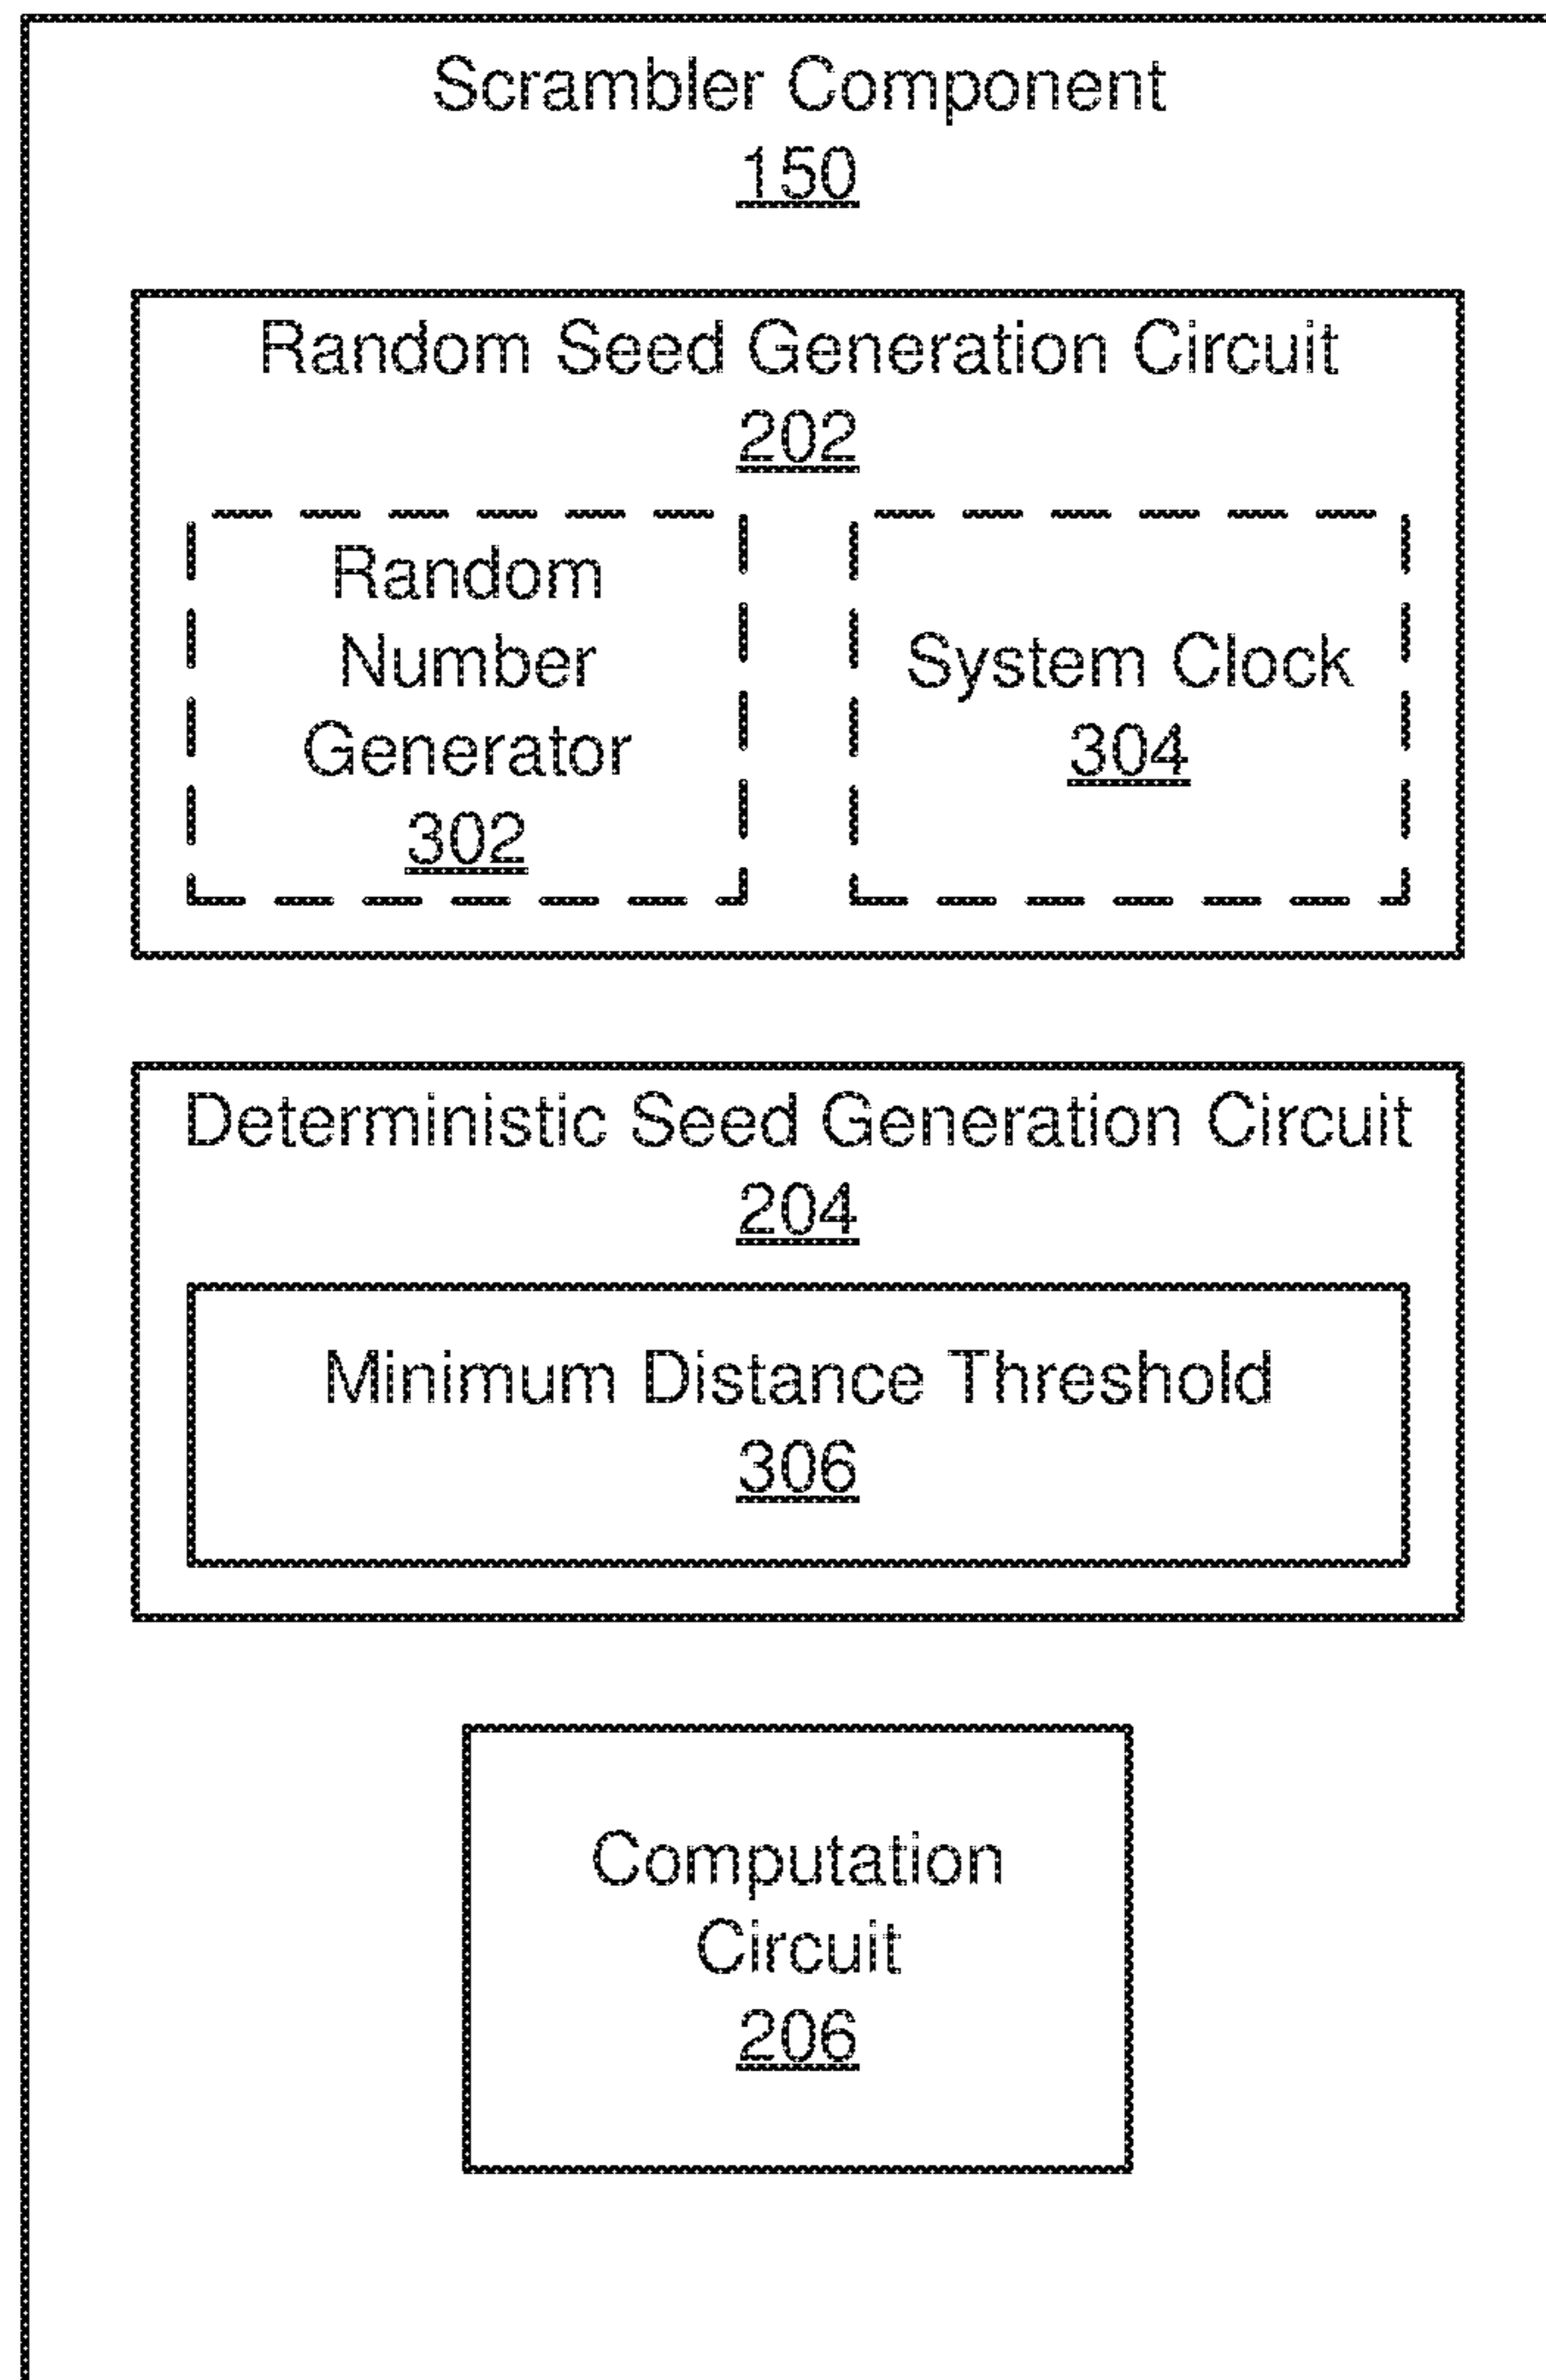 Scrambler Component
150
Random Seed Generation Circuit
202
Random
Number
Generator
302
System Clock
304
Deterministic Seed Generation Circuit
204
Minimum Distance Threshold
306
Computation
Circuit
206